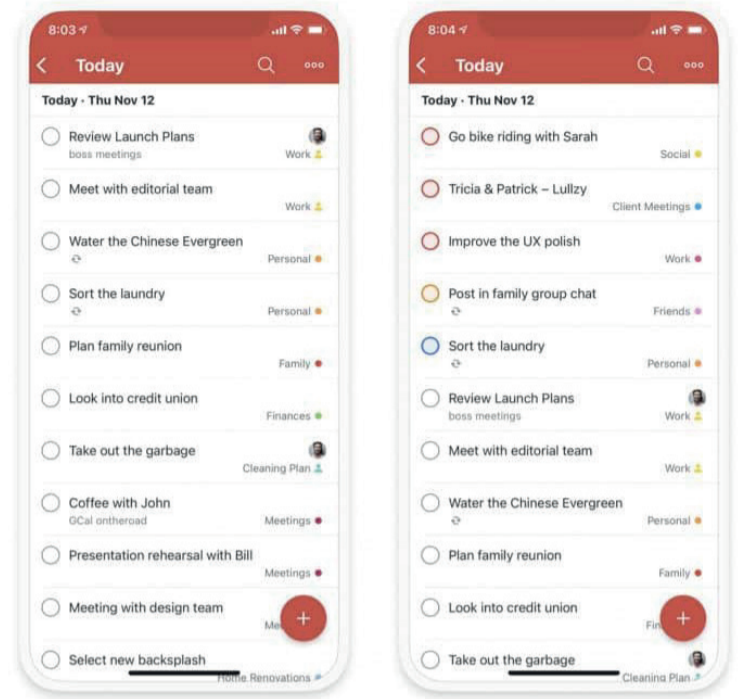 8:03
Today
Today · Thu Nov 12
Review Launch Plans
boss meetings
Work
Meet with editorial team
Work
Water the Chinese Evergreen
Personal
Sort the laundry
Personal
Plan family reunion
Family
Look into credit union
Finances
Take out the garbage
Cleaning Plan
Coffee with John
GCal ontheroad
Meetings
Presentation rehearsal with Bill
Meetings
Meeting with design team
Me
Select new backsplash
Home Renovations
8:04
Today
Today · Thu Nov 12
Go bike riding with Sarah
Social
Tricia & Patrick – Lullzy
Client Meetings
Improve the UX polish
Work
Post in family group chat
Friends
Sort the laundry
Personal
Review Launch Plans
boss meetings
Work
Meet with editorial team
Work
Water the Chinese Evergreen
Personal
Plan family reunion
Family
Look into credit union
Fin
Take out the garbage
Cleaning Plan